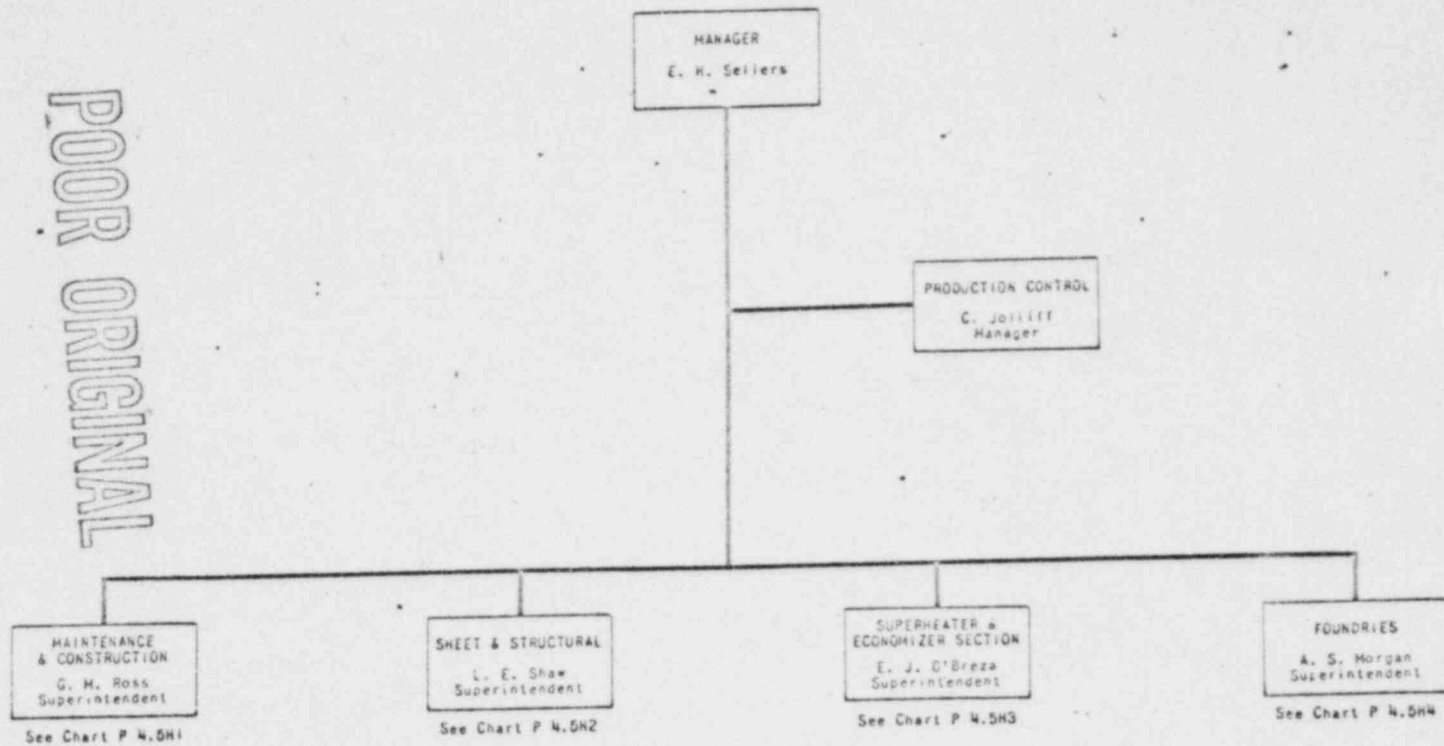 MANAGER
E. H. Sellers
POOR ORIGINAL
PRODUCTION CONTROL
C. Jolliff
Manager
MAINTENANCE
& CONSTRUCTION
G. M. Ross
Superintendent
See Chart P 4.5H1
SHEET & STRUCTURAL
L. E. Shaw
Superintendent
See Chart P 4.5H2
SUPERHEATER &
ECONOMIZER SECTION
E. J. O'Breza
Superintendent
See Chart P 4.5H3
FOUNDRIES
A. S. Morgan
Superintendent
See Chart P 4.5H4